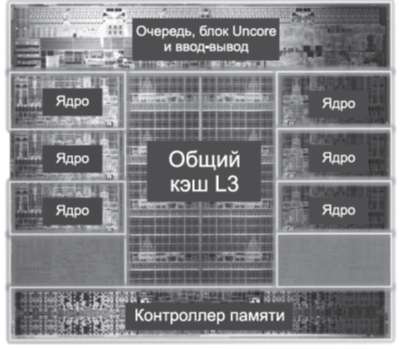 Очередь, блок Uncore
и ввод-вывод
Ядро
Ядро
Ядро
Общий
кэш L3
Ядро
Ядро
Ядро
Контроллер памяти